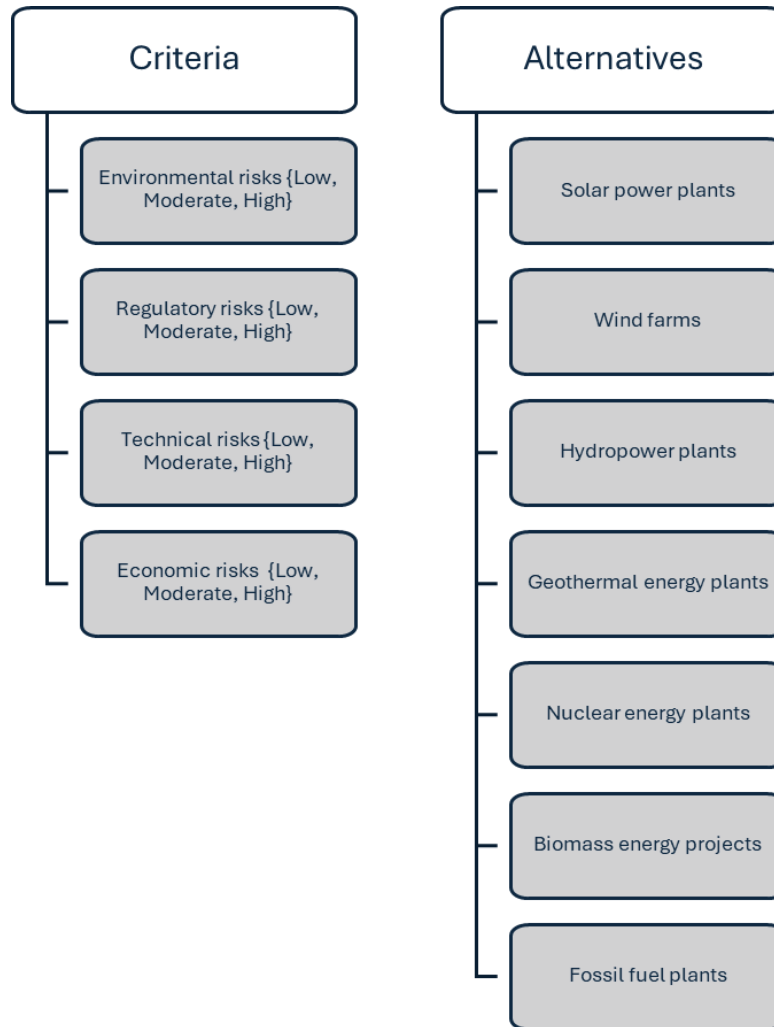 Criteria
Environmental risks {Low,
Moderate, High}
Regulatory risks {Low,
Moderate, High}
Technical risks {Low,
Moderate, High}
Economic risks {Low,
Moderate, High}
Alternatives
Solar power plants
Wind farms
Hydropower plants
Geothermal energy plants
Nuclear energy plants
Biomass energy projects
Fossil fuel plants